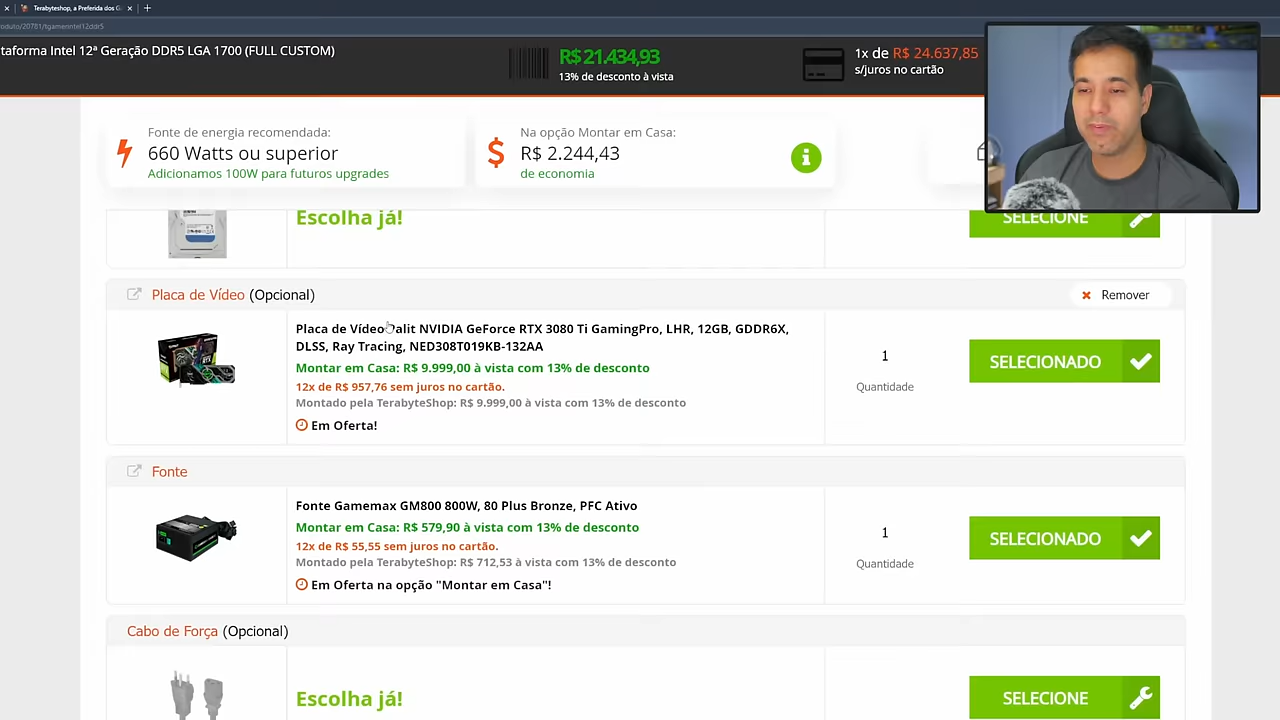 Terabyteshop, a Preferida dos G
oduto/20781/tgamerintel12ddr5
taforma Intel 12ª Geração DDR5 LGA 1700 (FULL CUSTOM)
R$ 21.434,93
13% de desconto à vista
1x de R$ 24.637,85
s/juros no cartão
Fonte de energia recomendada:
660 Watts ou superior
Adicionamos 100W para futuros upgrades
Na opção Montar em Casa:
R$ 2.244,43
de economia
Escolha já!
SELECIONE
Placa de Vídeo (Opcional)
Remover
Placa de Vídeo Palit NVIDIA GeForce RTX 3080 Ti GamingPro, LHR, 12GB, GDDR6X,
DLSS, Ray Tracing, NED308T019KB-132AA
Montar em Casa: R$ 9.999,00 à vista com 13% de desconto
12x de R$ 957,76 sem juros no cartão.
Montado pela TerabyteShop: R$ 9.999,00 à vista com 13% de desconto
Em Oferta!
1
Quantidade
SELECIONADO
Fonte
Fonte Gamemax GM800 800W, 80 Plus Bronze, PFC Ativo
Montar em Casa: R$ 579,90 à vista com 13% de desconto
12x de R$ 55,55 sem juros no cartão.
Montado pela TerabyteShop: R$ 712,53 à vista com 13% de desconto
Em Oferta na opção "Montar em Casa"!
1
Quantidade
SELECIONADO
Cabo de Força (Opcional)
Escolha já!
SELECIONE